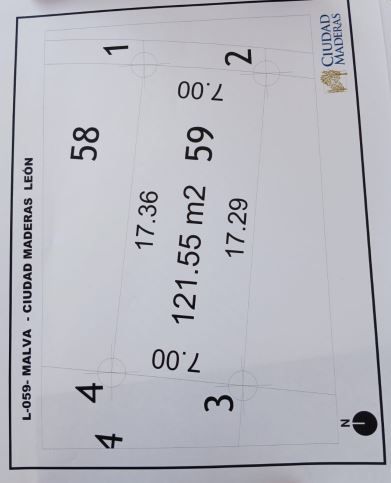 L-059- MALVA - CIUDAD MADERAS LEÓN
58
4
4
1
17.36
7.00
121.55 m2 59
7.00
3
17.29
2
N
CIUDAD
MADERAS